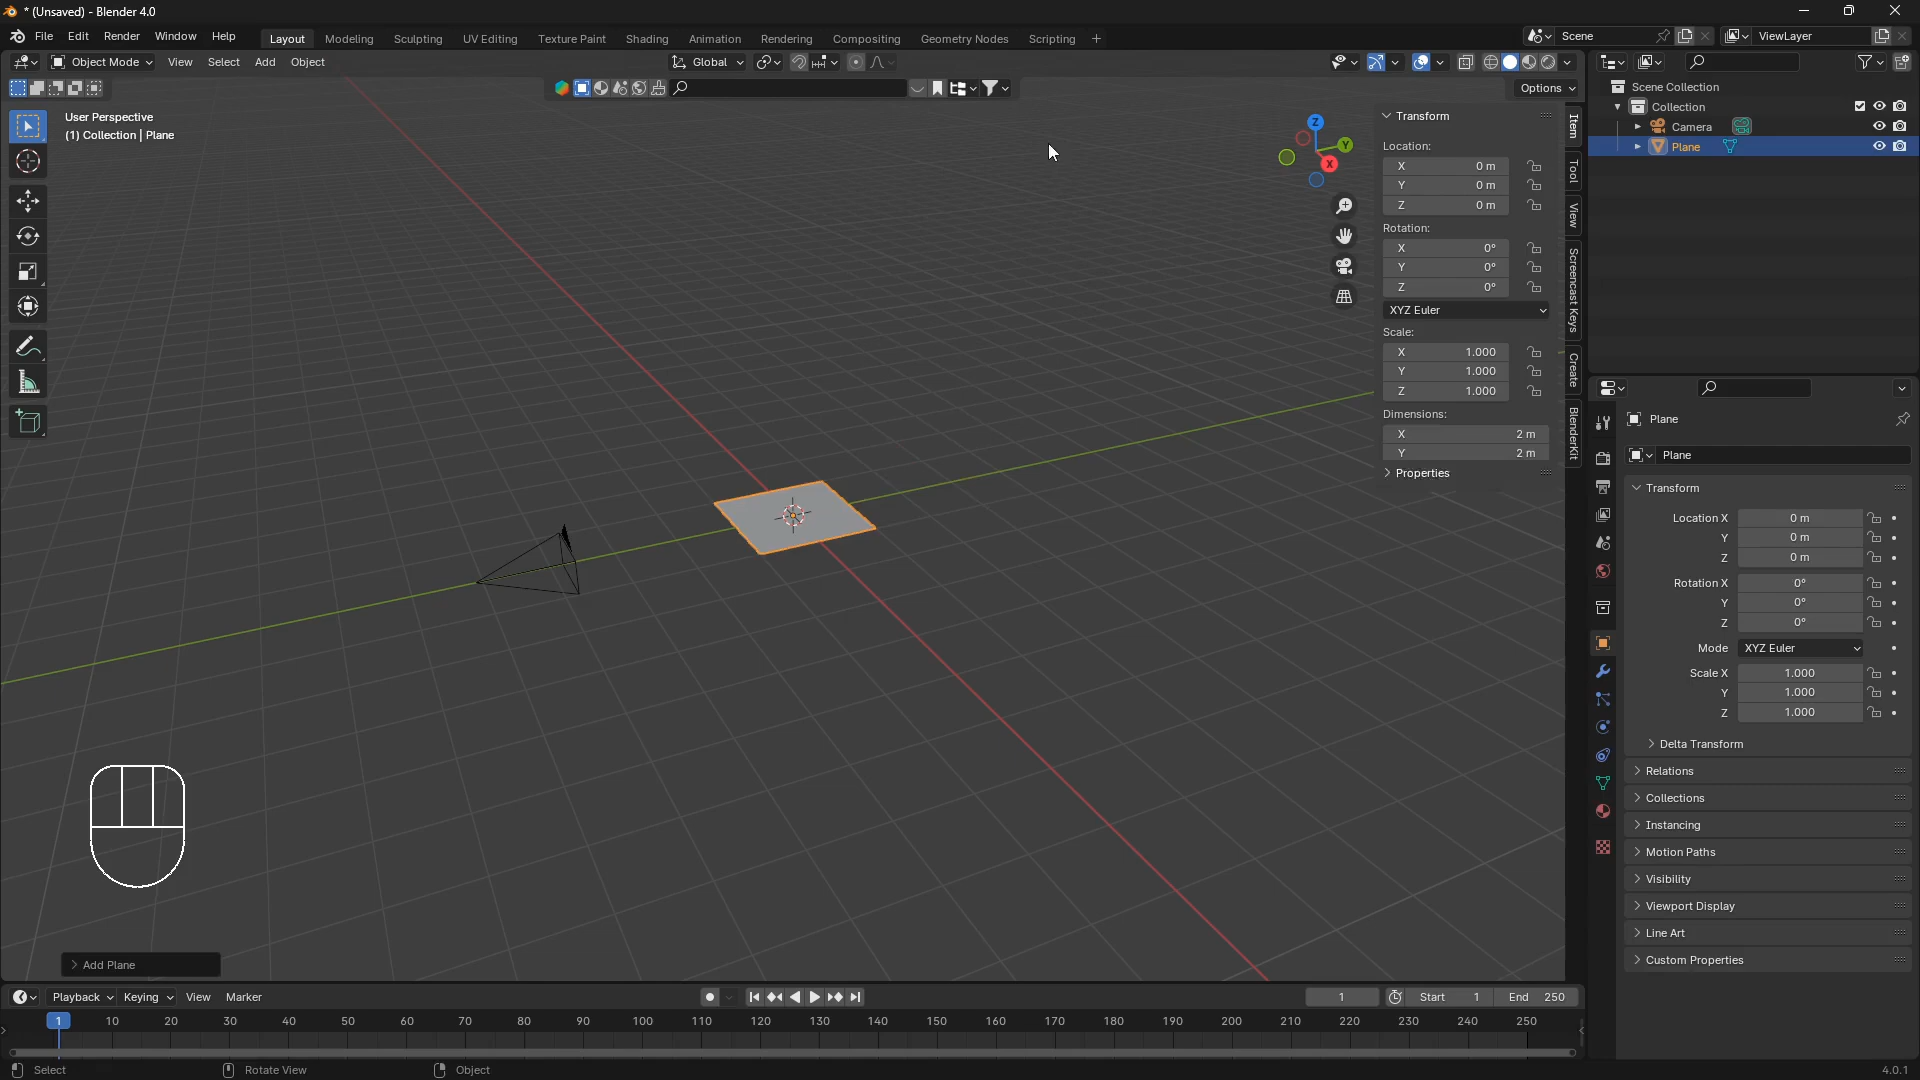 * (Unsaved) - Blender 4.0
File Edit Render Window Help Layout Modeling Sculpting UV Editing Texture Paint Shading Animation Rendering Compositing Geometry Nodes Scripting + Scene ViewLayer
Object Mode View Select Add Object Global
Options
User Perspective
(1) Collection | Plane
Z
Y
X
Transform
Location:
X 0 m
Y 0 m
Z 0 m
Rotation:
X 0°
Y 0°
Z 0°
XYZ Euler
Scale:
X 1.000
Y 1.000
Z 1.000
Dimensions:
X 2 m
Y 2 m
Properties
Item
Tool
View
Screencast Keys
Create
BlenderKit
Scene Collection
Collection
Camera
Plane
Plane
Plane
Transform
Location X 0 m
Y 0 m
Z 0 m
Rotation X 0°
Y 0°
Z 0°
Mode XYZ Euler
Scale X 1.000
Y 1.000
Z 1.000
Delta Transform
Relations
Collections
Instancing
Motion Paths
Visibility
Viewport Display
Line Art
Custom Properties
Add Plane
Playback Keying View Marker 1 Start 1 End 250
1 10 20 30 40 50 60 70 80 90 100 110 120 130 140 150 160 170 180 190 200 210 220 230 240 250
Select Rotate View Object 4.0.1